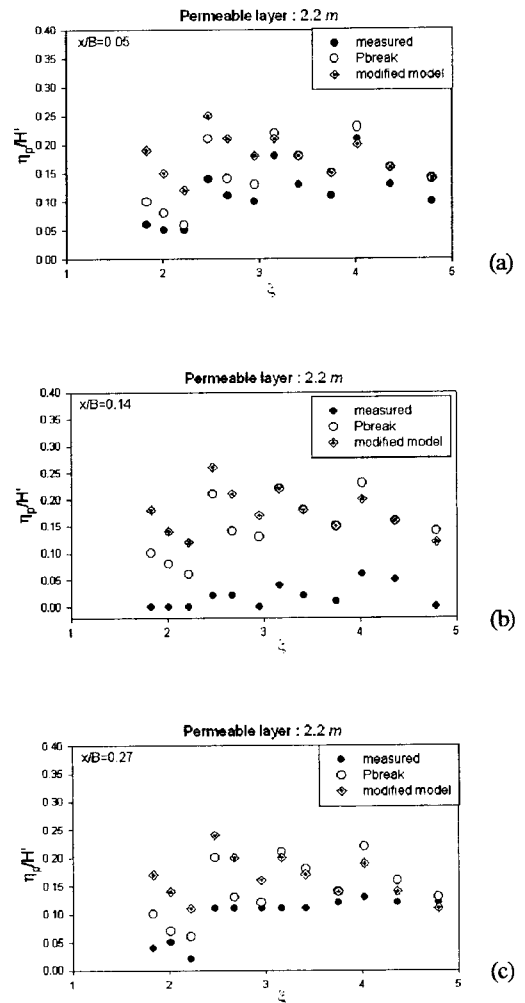 Permeable layer : 2.2 m
x/B=0.05
measured
Pbreak
modified model
0.40
0.35
0.30
0.25
0.20
0.15
0.10
0.05
0.00
ηp/H'
1 2 3 4 5
ξ
(a)
Permeable layer : 2.2 m
x/B=0.14
measured
Pbreak
modified model
0.40
0.35
0.30
0.25
0.20
0.15
0.10
0.05
0.00
ηp/H'
1 2 3 4 5
ξ
(b)
Permeable layer : 2.2 m
x/B=0.27
measured
Pbreak
modified model
0.40
0.35
0.30
0.25
0.20
0.15
0.10
0.05
0.00
ηp/H'
1 2 3 4 5
ξ
(c)